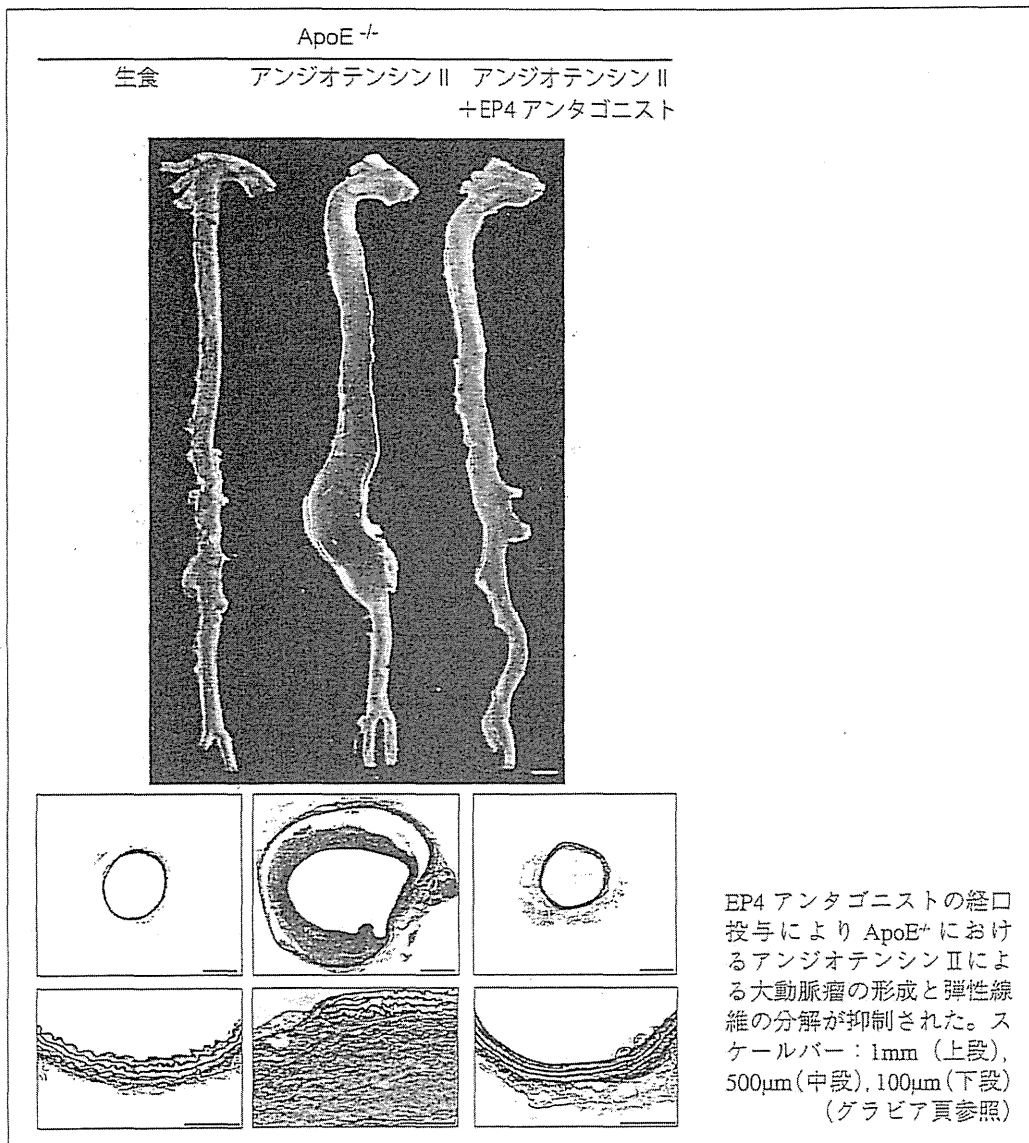 ApoE -/-
生食 アンジオテンシンⅡ アンジオテンシンⅡ
+EP4 アンタゴニスト
EP4 アンタゴニストの経口
投与により ApoE-/- におけ
るアンジオテンシンⅡによ
る大動脈瘤の形成と弾性線
維の分解が抑制された。ス
ケールバー：1mm（上段），
500μm（中段），100μm（下段）
（グラビア頁参照）